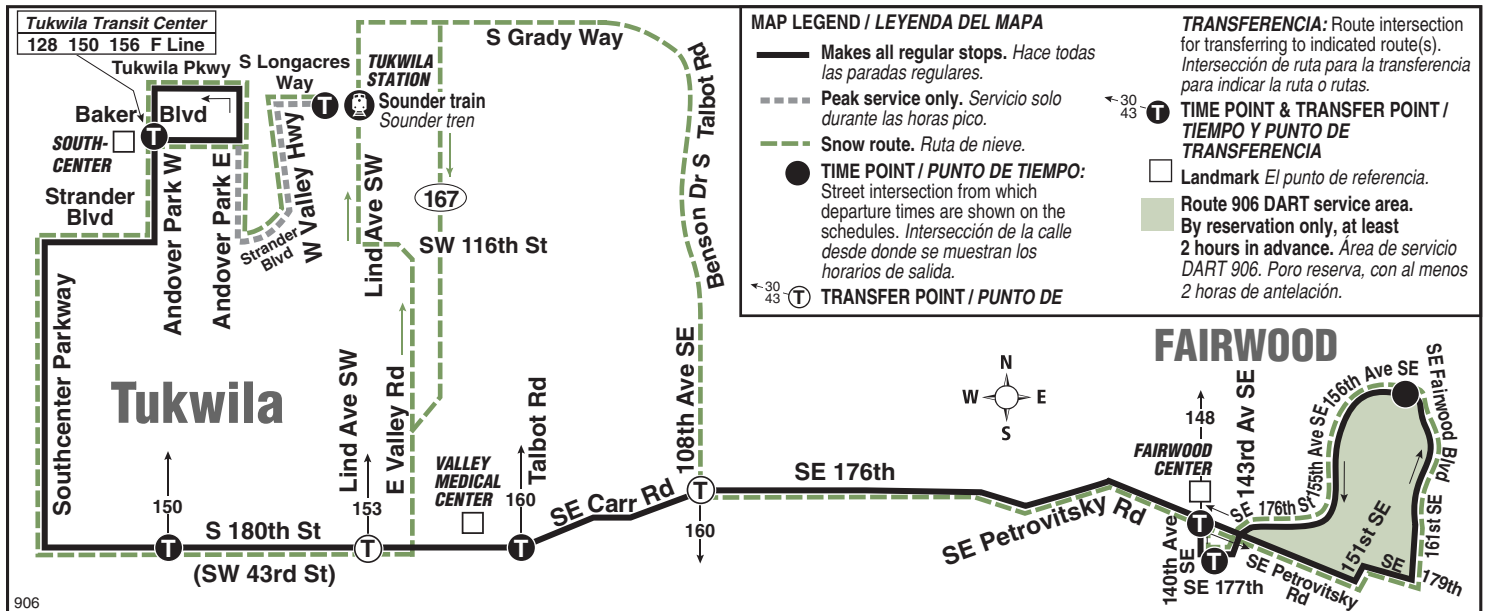 Tukwila Transit Center
128 150 156 F Line
Tukwila Pkwy
S Longacres
Way
TUKWILA
STATION
Sounder train
Sounder tren
S Grady Way
Baker Blvd
SOUTH-
CENTER
Strander
Blvd
Andover Park W
Andover Park E
Strander
Blvd
W Valley Hwy
Lind Ave SW
167
SW 116th St
Benson Dr S
Talbot Rd
Southcenter Parkway
Tukwila
150
Lind Ave SW
153
E Valley Rd
VALLEY
MEDICAL
CENTER
160
Talbot Rd
S 180th St
(SW 43rd St)
SE Carr Rd
108th Ave SE
160
SE 176th
SE Petrovitsky Rd
N
W E
S
FAIRWOOD
148
FAIRWOOD
CENTER
143rd AV SE
SE 176th St
155th Ave SE
156th Ave SE
SE Fairwood Blvd
161st SE
151st SE
SE 179th
SE Petrovitsky
Rd
140th Ave
SE
SE 177th
T
T
T
T
T
T
T
T
906
MAP LEGEND / LEYENDA DEL MAPA
Makes all regular stops. Hace todas
las paradas regulares.
Peak service only. Servicio solo
durante las horas pico.
Snow route. Ruta de nieve.
TIME POINT / PUNTO DE TIEMPO:
Street intersection from which
departure times are shown on the
schedules. Intersección de la calle
desde donde se muestran los
horarios de salida.
30
43 T TRANSFER POINT / PUNTO DE
TRANSFERENCIA: Route intersection
for transferring to indicated route(s).
Intersección de ruta para la transferencia
para indicar la ruta o rutas.
30
43 T TIME POINT & TRANSFER POINT /
TIEMPO Y PUNTO DE
TRANSFERENCIA
Landmark El punto de referencia.
Route 906 DART service area.
By reservation only, at least
2 hours in advance. Área de servicio
DART 906. Poro reserva, con al menos
2 horas de antelación.